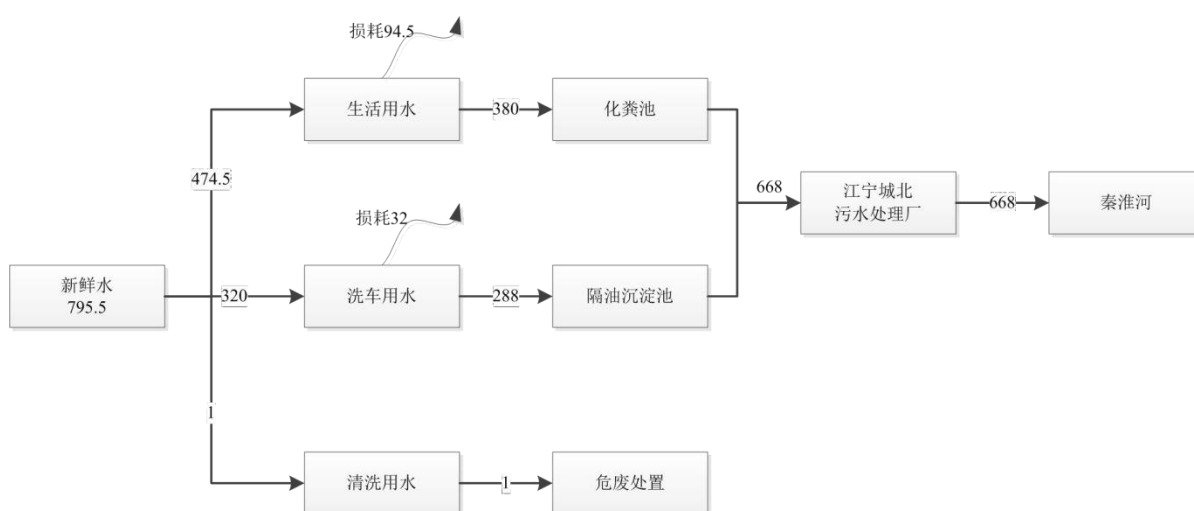 损耗94.5
生活用水
380
化粪池
474.5
668
江宁城北
污水处理厂
668
秦淮河
损耗32
新鲜水
795.5
320
洗车用水
288
隔油沉淀池
1
清洗用水
1
危废处置